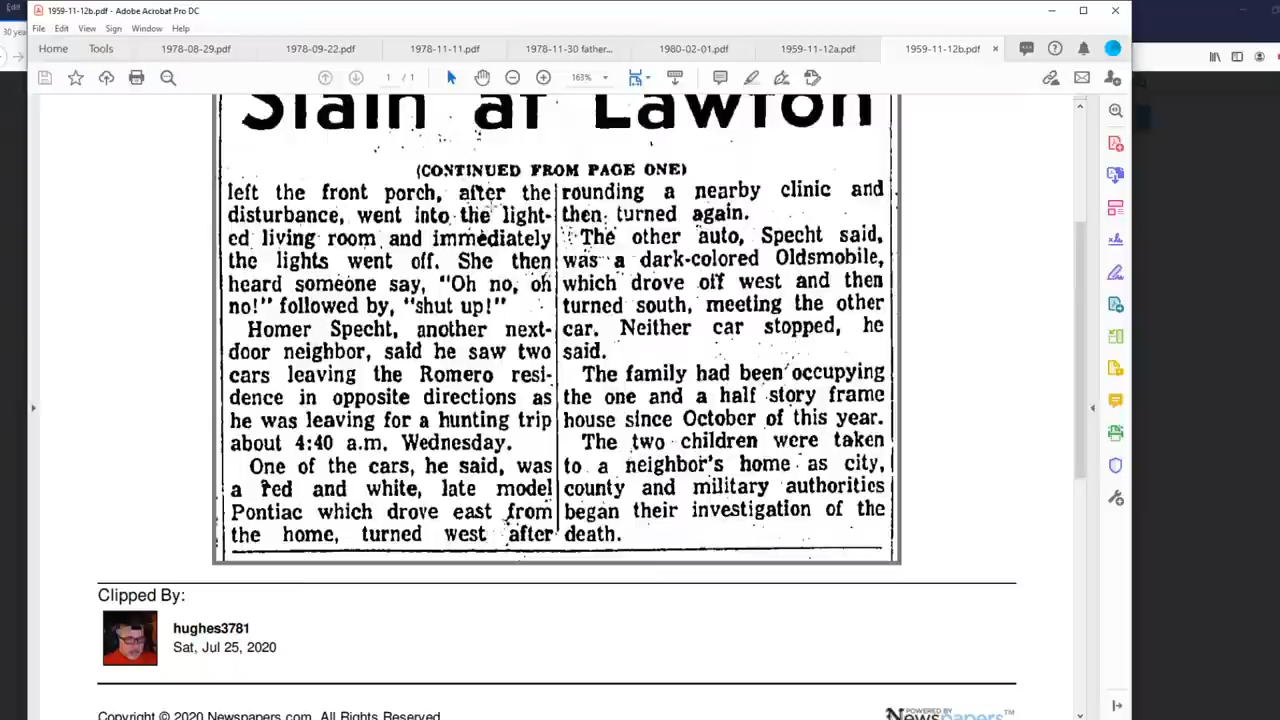 1959-11-12b.pdf - Adobe Acrobat Pro DC
File Edit View Sign Window Help
Home Tools 1978-08-29.pdf 1978-09-22.pdf 1978-11-11.pdf 1978-11-30 father... 1980-02-01.pdf 1959-11-12a.pdf 1959-11-12b.pdf
1 / 1 163%
Slain at Lawton
(CONTINUED FROM PAGE ONE)
left the front porch, after the
disturbance, went into the light-
ed living room and immediately
the lights went off. She then
heard someone say, "Oh no, oh
no!" followed by, "shut up!"
Homer Specht, another next-
door neighbor, said he saw two
cars leaving the Romero resi-
dence in opposite directions as
he was leaving for a hunting trip
about 4:40 a.m. Wednesday.
One of the cars, he said, was
a red and white, late model
Pontiac which drove east from
the home, turned west after
rounding a nearby clinic and
then turned again.
The other auto, Specht said,
was a dark-colored Oldsmobile,
which drove off west and then
turned south, meeting the other
car. Neither car stopped, he
said.
The family had been occupying
the one and a half story frame
house since October of this year.
The two children were taken
to a neighbor's home as city,
county and military authorities
began their investigation of the
death.
Clipped By:
hughes3781
Sat, Jul 25, 2020
Copyright © 2020 Newspapers.com. All Rights Reserved.
POWERED BY
Newspapers™
Edit
30 yea